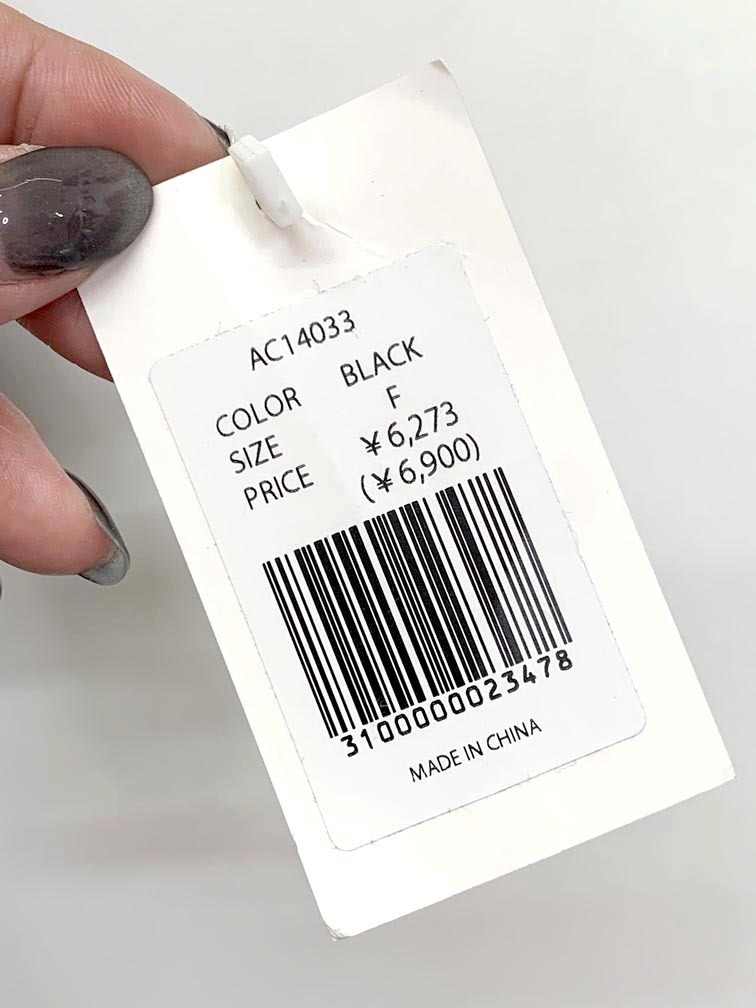 AC14033
COLOR BLACK
SIZE F
PRICE ¥6,273
(¥6,900)
3100000023478
MADE IN CHINA